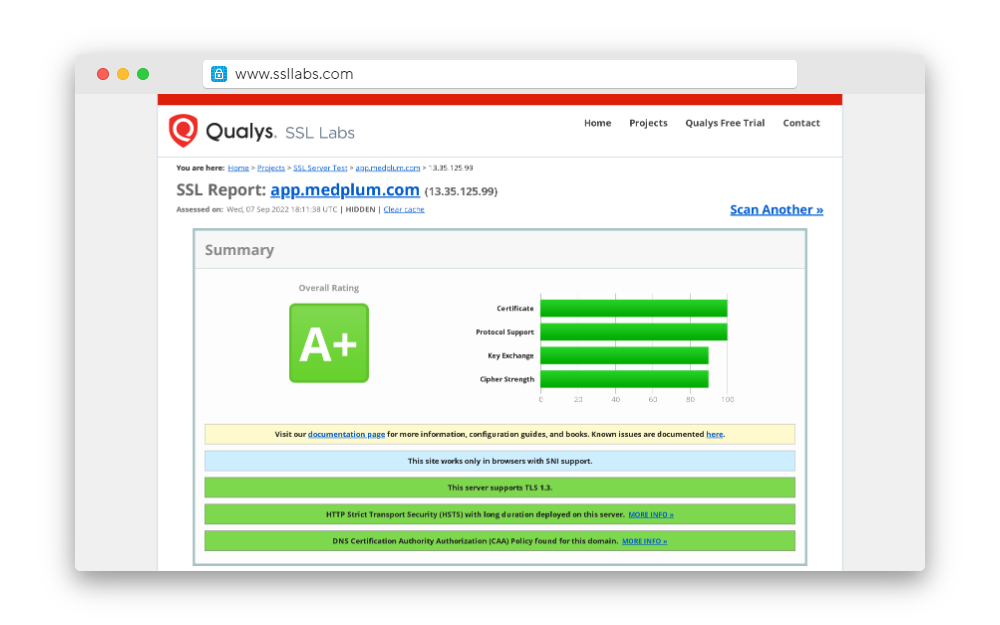 www.ssllabs.com
Qualys. SSL Labs
Home Projects Qualys Free Trial Contact
You are here: Home > Projects > SSL Server Test > app.medplum.com > 13.35.125.99
SSL Report: app.medplum.com (13.35.125.99)
Assessed on: Wed, 07 Sep 2022 18:11:38 UTC | HIDDEN | Clear cache
Scan Another »
Summary
Overall Rating
A+
Certificate
Protocol Support
Key Exchange
Cipher Strength
0 20 40 60 80 100
Visit our documentation page for more information, configuration guides, and books. Known issues are documented here.
This site works only in browsers with SNI support.
This server supports TLS 1.3.
HTTP Strict Transport Security (HSTS) with long duration deployed on this server. MORE INFO »
DNS Certification Authority Authorization (CAA) Policy found for this domain. MORE INFO »